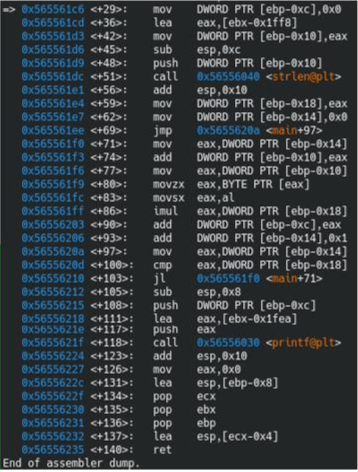 => 0x565561c6 <+29>: mov DWORD PTR [ebp-0xc],0x0
0x565561cd <+36>: lea eax,[ebx-0x1ff8]
0x565561d3 <+42>: mov DWORD PTR [ebp-0x10],eax
0x565561d6 <+45>: sub esp,0xc
0x565561d9 <+48>: push DWORD PTR [ebp-0x10]
0x565561dc <+51>: call 0x56556040 <strlen@plt>
0x565561e1 <+56>: add esp,0x10
0x565561e4 <+59>: mov DWORD PTR [ebp-0x18],eax
0x565561e7 <+62>: mov DWORD PTR [ebp-0x14],0x0
0x565561ee <+69>: jmp 0x5655620a <main+97>
0x565561f0 <+71>: mov eax,DWORD PTR [ebp-0x14]
0x565561f3 <+74>: add eax,DWORD PTR [ebp-0x10]
0x565561f6 <+77>: mov eax,DWORD PTR [ebp-0x10]
0x565561f9 <+80>: movzx eax,BYTE PTR [eax]
0x565561fc <+83>: movsx eax,al
0x565561ff <+86>: imul eax,DWORD PTR [ebp-0x18]
0x56556203 <+90>: add DWORD PTR [ebp-0xc],eax
0x56556206 <+93>: add DWORD PTR [ebp-0x14],0x1
0x5655620a <+97>: mov eax,DWORD PTR [ebp-0x14]
0x5655620d <+100>: cmp eax,DWORD PTR [ebp-0x18]
0x56556210 <+103>: jl 0x565561f0 <main+71>
0x56556212 <+105>: sub esp,0x8
0x56556215 <+108>: push DWORD PTR [ebp-0xc]
0x56556218 <+111>: lea eax,[ebx-0x1fea]
0x5655621e <+117>: push eax
0x5655621f <+118>: call 0x56556030 <printf@plt>
0x56556224 <+123>: add esp,0x10
0x56556227 <+126>: mov eax,0x0
0x5655622c <+131>: lea esp,[ebp-0x8]
0x5655622f <+134>: pop ecx
0x56556230 <+135>: pop ebx
0x56556231 <+136>: pop ebp
0x56556232 <+137>: lea esp,[ecx-0x4]
0x56556235 <+140>: ret
End of assembler dump.